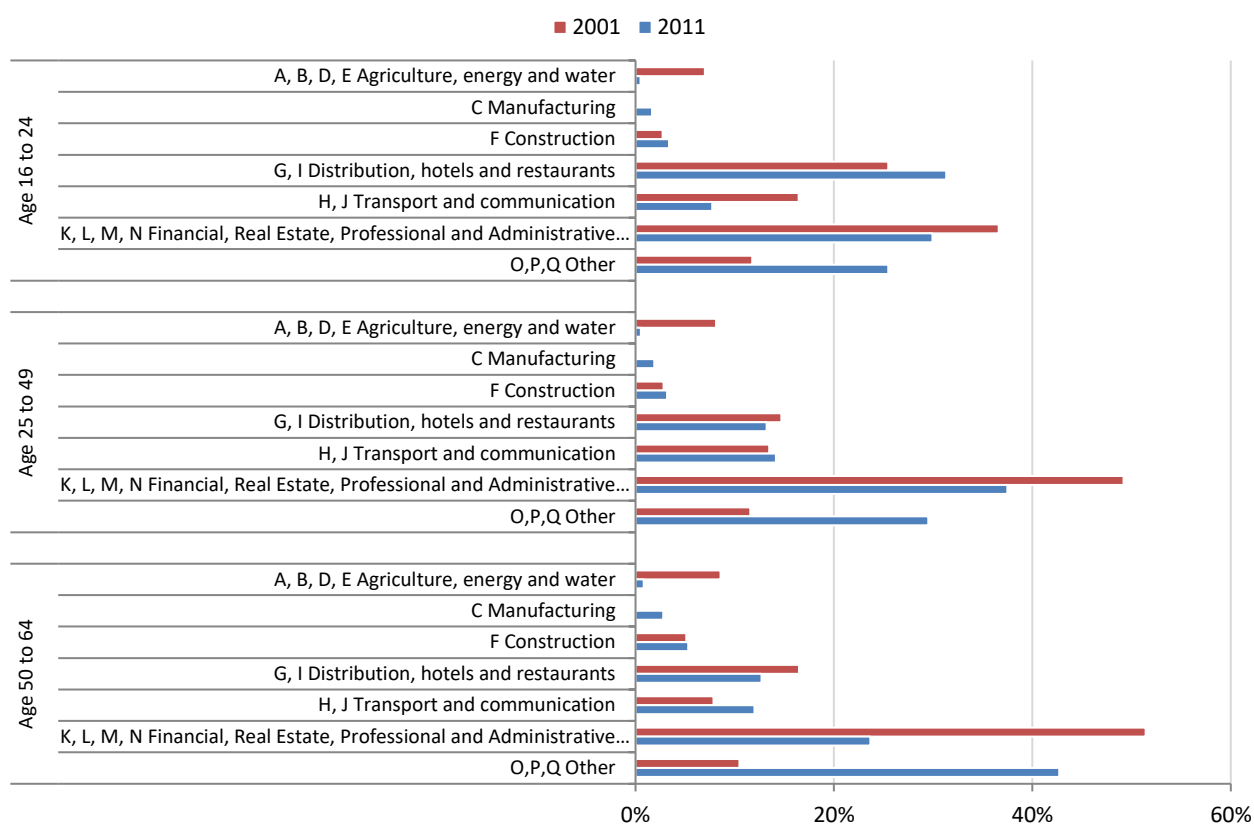 2001 2011
Age 16 to 24
A, B, D, E Agriculture, energy and water
C Manufacturing
F Construction
G, I Distribution, hotels and restaurants
H, J Transport and communication
K, L, M, N Financial, Real Estate, Professional and Administrative...
O,P,Q Other
Age 25 to 49
A, B, D, E Agriculture, energy and water
C Manufacturing
F Construction
G, I Distribution, hotels and restaurants
H, J Transport and communication
K, L, M, N Financial, Real Estate, Professional and Administrative...
O,P,Q Other
Age 50 to 64
A, B, D, E Agriculture, energy and water
C Manufacturing
F Construction
G, I Distribution, hotels and restaurants
H, J Transport and communication
K, L, M, N Financial, Real Estate, Professional and Administrative...
O,P,Q Other
0% 20% 40% 60%